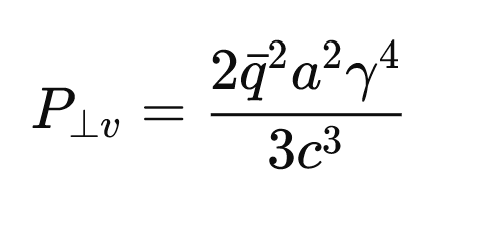 P_{\perp v} = \frac{2\bar{q}^2 a^2 \gamma^4}{3c^3}